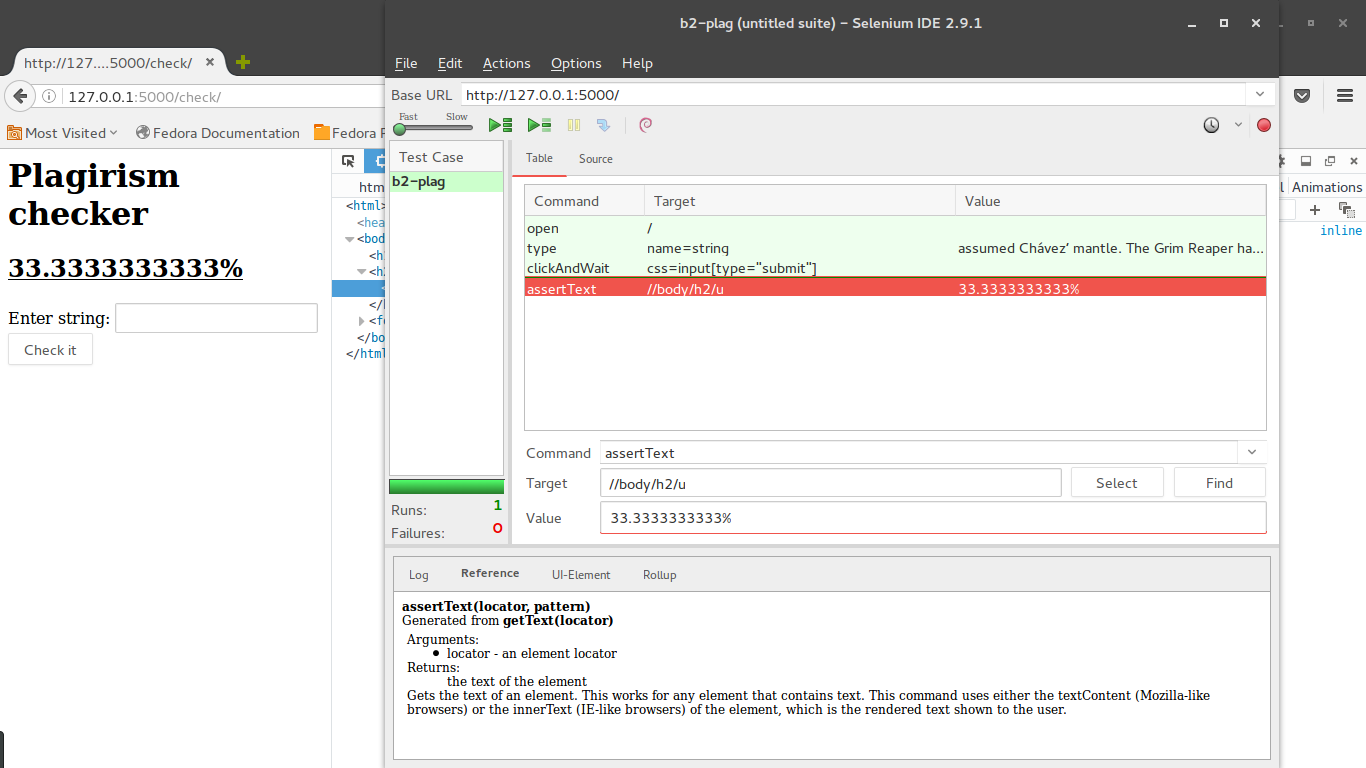 b2-plag (untitled suite) - Selenium IDE 2.9.1
http://127....5000/check/
File Edit Actions Options Help
127.0.0.1:5000/check/
Base URL http://127.0.0.1:5000/
Most Visited Fedora Documentation Fedora
Fast Slow
Plagirism
checker
33.3333333333%
Enter string:
Check it
html
<html>
<hea
<bod
<h
<h2
</h
<fo
</bo
</html
Test Case
b2-plag
Runs: 1
Failures: 0
Table Source
Command Target Value
open /
type name=string assumed Chávez’ mantle. The Grim Reaper ha...
clickAndWait css=input[type="submit"]
assertText //body/h2/u 33.3333333333%
Command assertText
Target //body/h2/u Select Find
Value 33.3333333333%
Animations
inline
Log Reference UI-Element Rollup
assertText(locator, pattern)
Generated from getText(locator)
Arguments:
• locator - an element locator
Returns:
the text of the element
Gets the text of an element. This works for any element that contains text. This command uses either the textContent (Mozilla-like
browsers) or the innerText (IE-like browsers) of the element, which is the rendered text shown to the user.